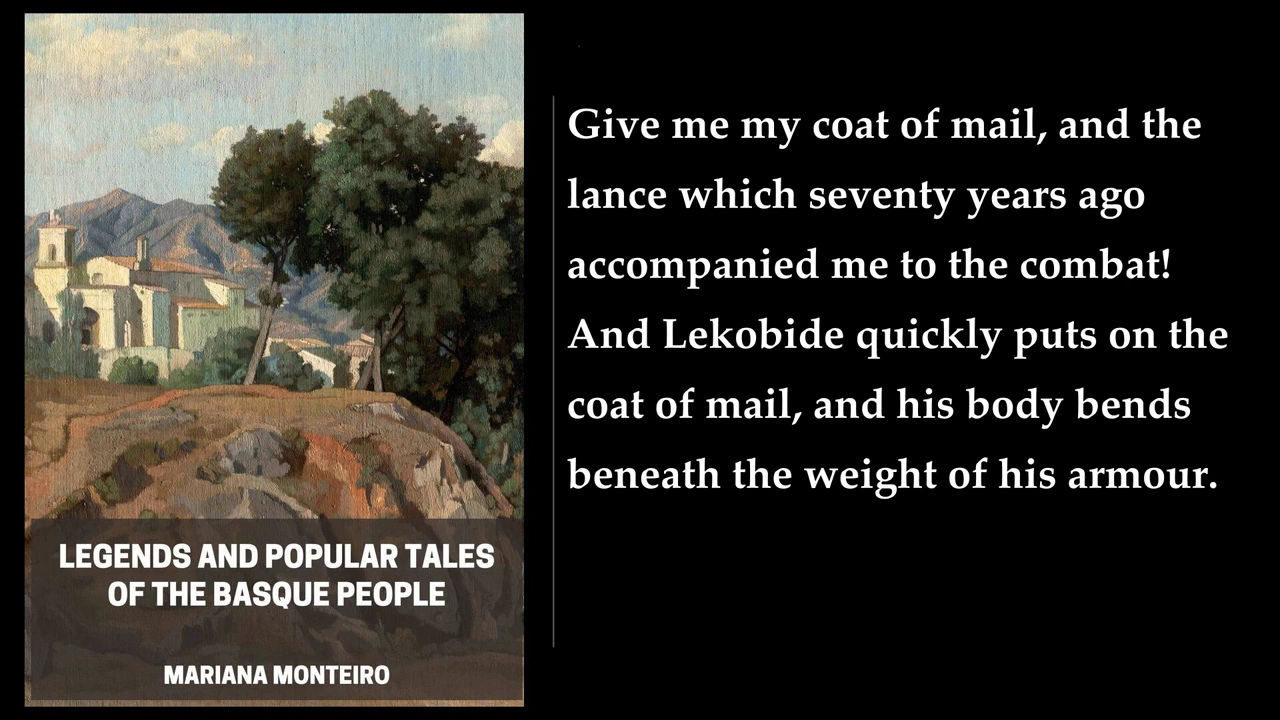 Give me my coat of mail, and the
lance which seventy years ago
accompanied me to the combat!
And Lekobide quickly puts on the
coat of mail, and his body bends
beneath the weight of his armour.
LEGENDS AND POPULAR TALES
OF THE BASQUE PEOPLE
MARIANA MONTEIRO